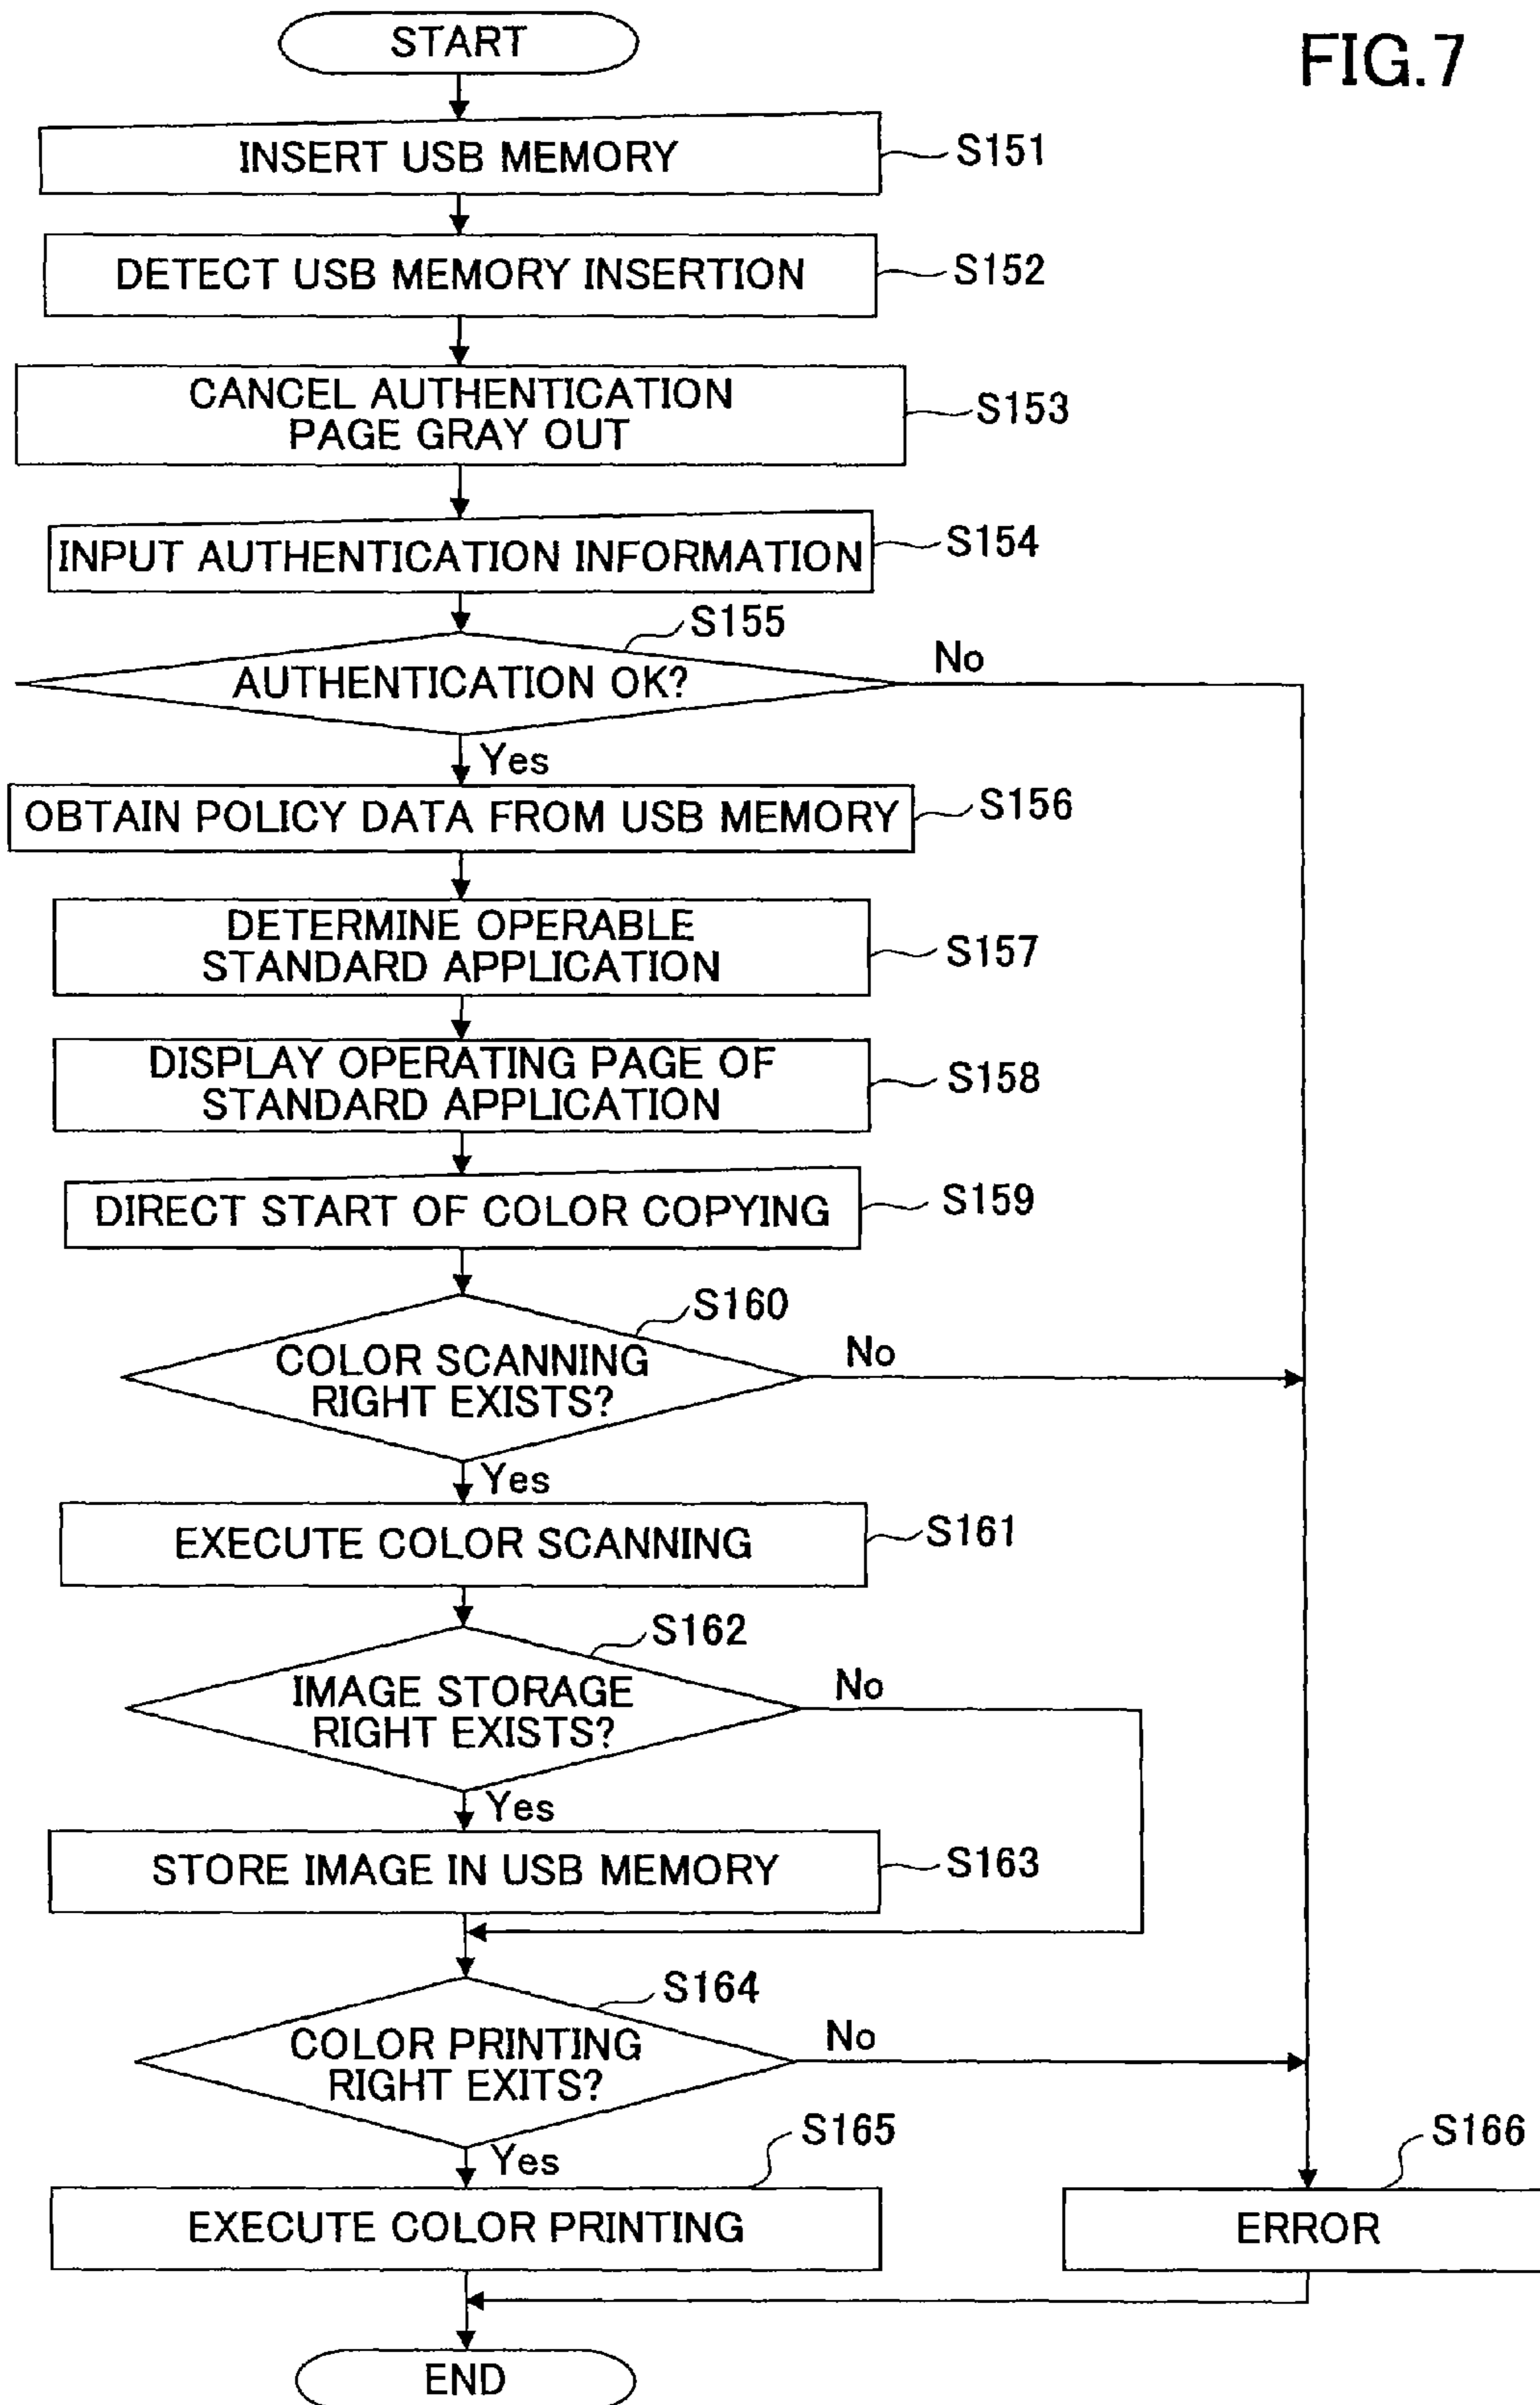 FIG.7
START
INSERT USB MEMORY
S151
DETECT USB MEMORY INSERTION
S152
CANCEL AUTHENTICATION
PAGE GRAY OUT
S153
INPUT AUTHENTICATION INFORMATION
S154
S155
AUTHENTICATION OK?
No
Yes
OBTAIN POLICY DATA FROM USB MEMORY
S156
DETERMINE OPERABLE
STANDARD APPLICATION
S157
DISPLAY OPERATING PAGE OF
STANDARD APPLICATION
S158
DIRECT START OF COLOR COPYING
S159
S160
COLOR SCANNING
RIGHT EXISTS?
No
Yes
EXECUTE COLOR SCANNING
S161
S162
IMAGE STORAGE
RIGHT EXISTS?
No
Yes
STORE IMAGE IN USB MEMORY
S163
S164
COLOR PRINTING
RIGHT EXITS?
No
Yes
S165
EXECUTE COLOR PRINTING
S166
ERROR
END